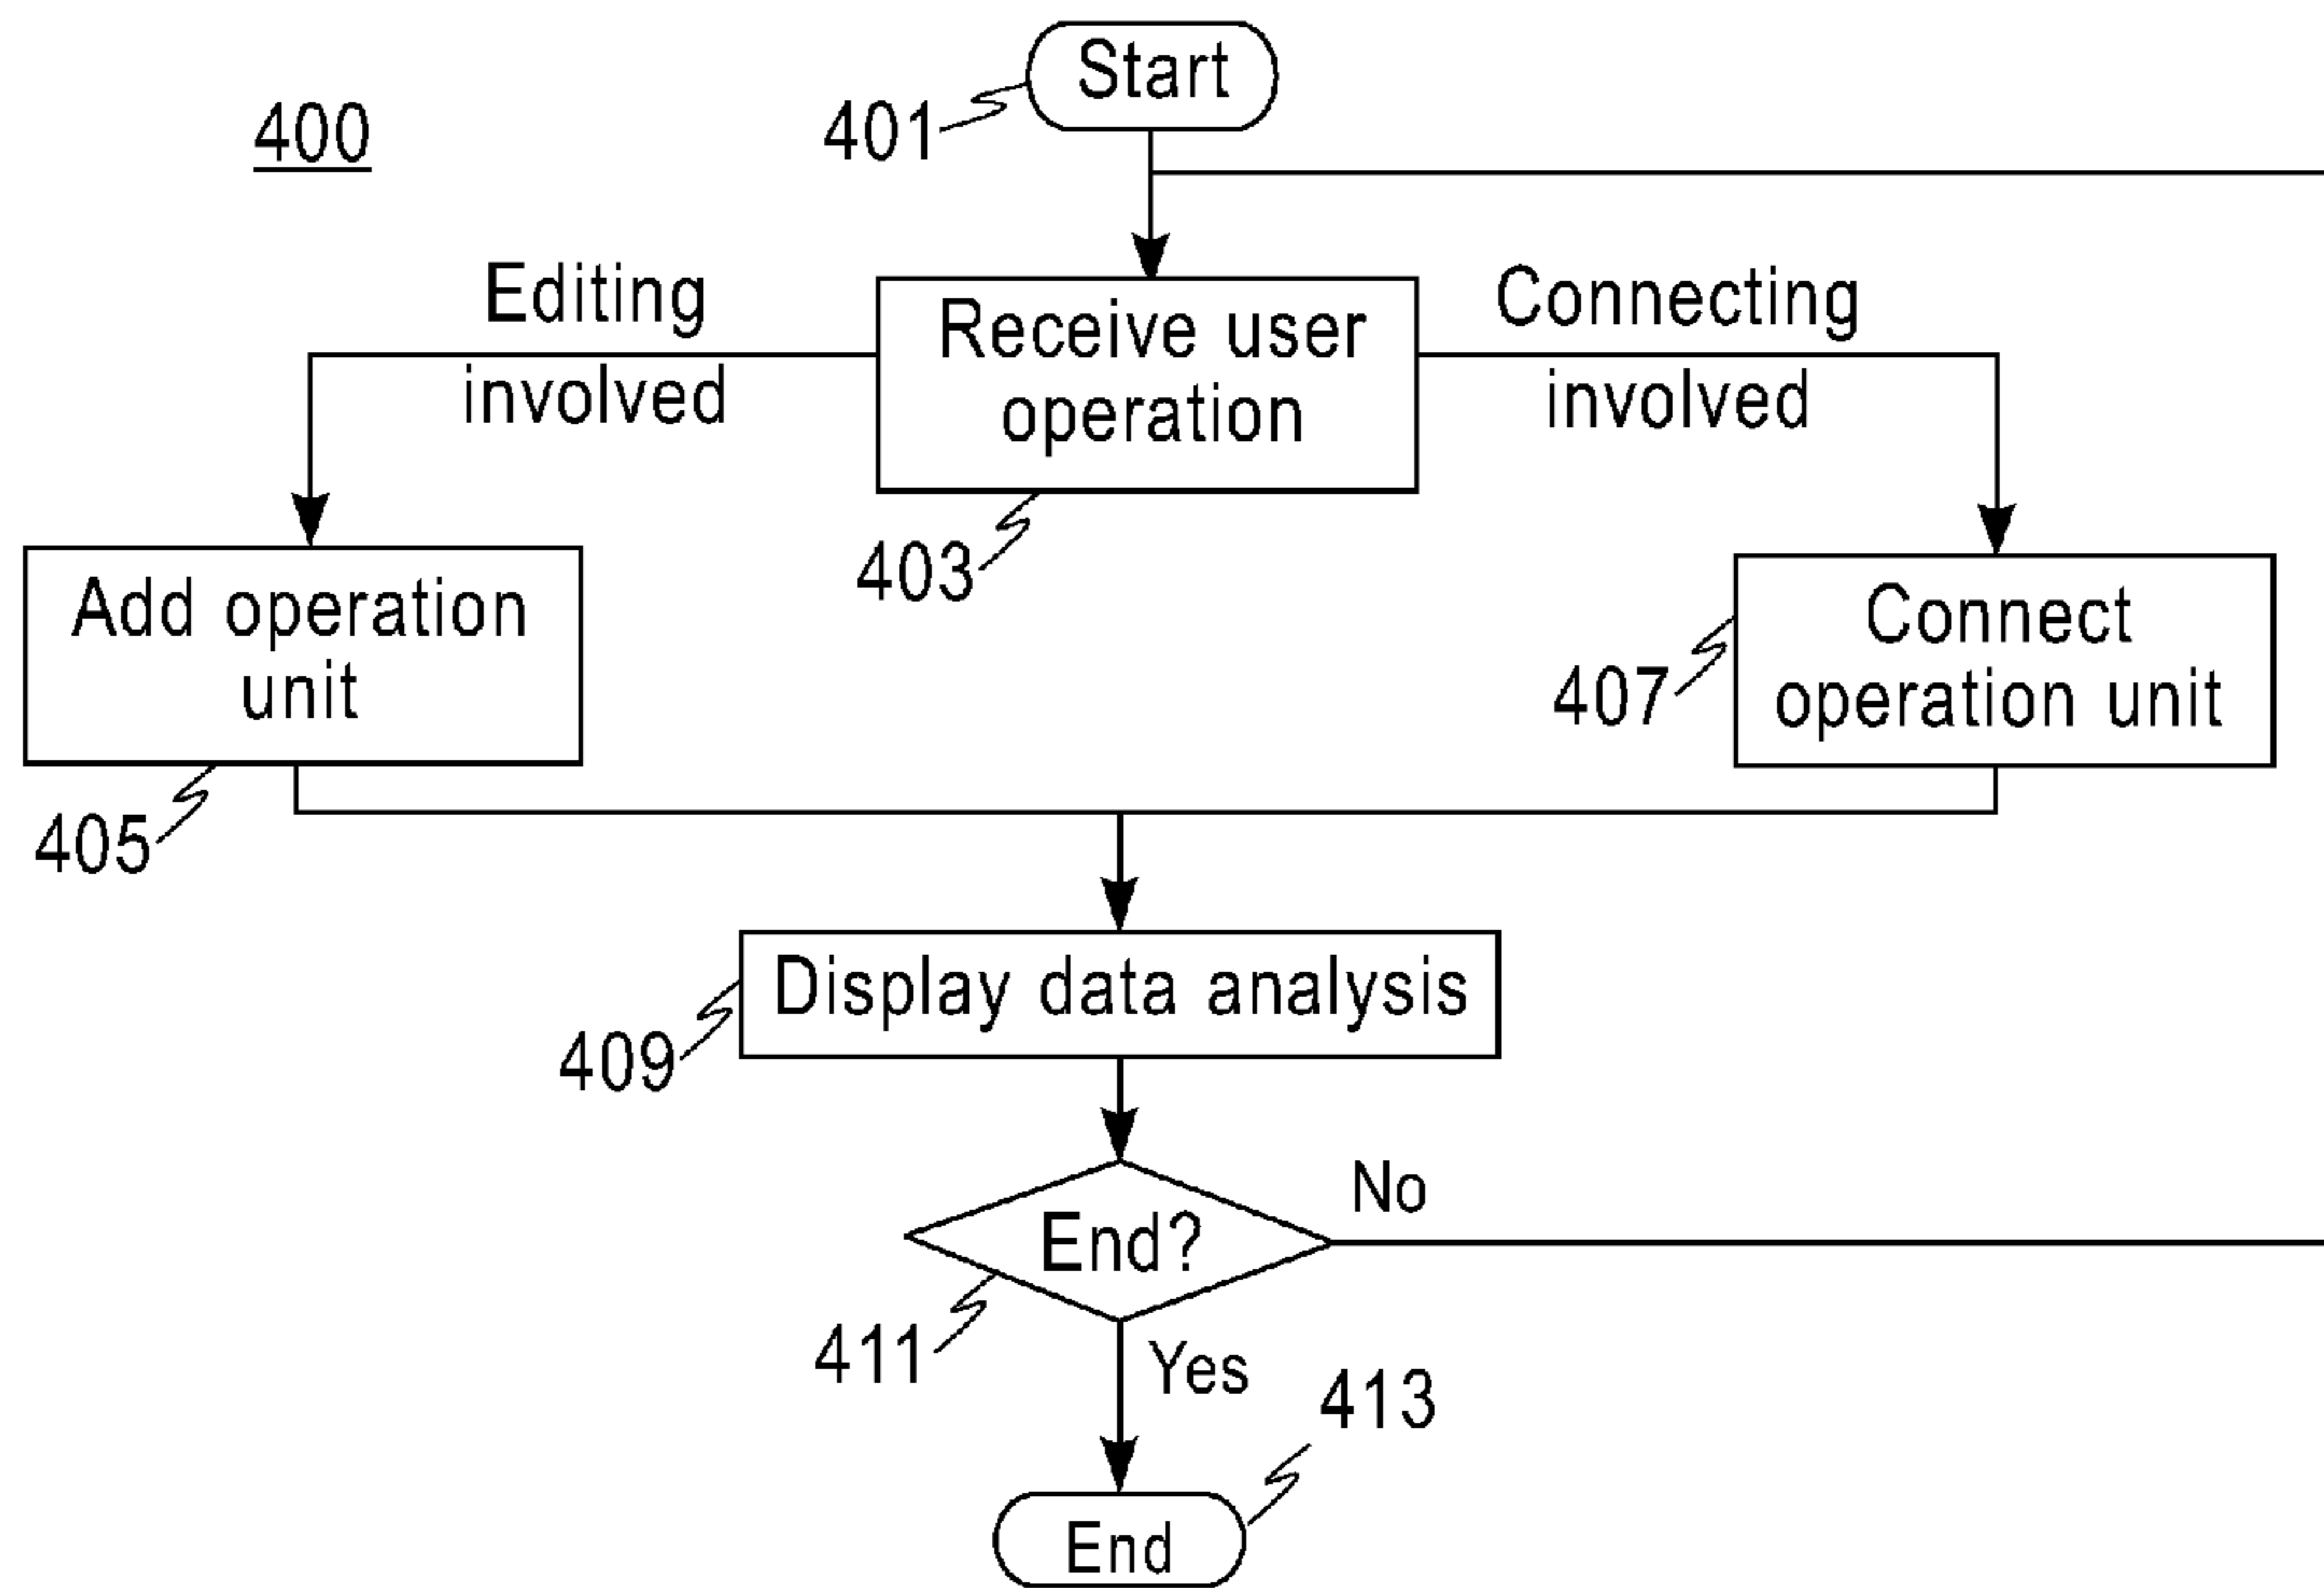 400
401
Start
Editing
involved
Receive user
operation
403
Connecting
involved
Add operation
unit
405
Connect
operation unit
407
Display data analysis
409
End?
No
411
Yes
413
End